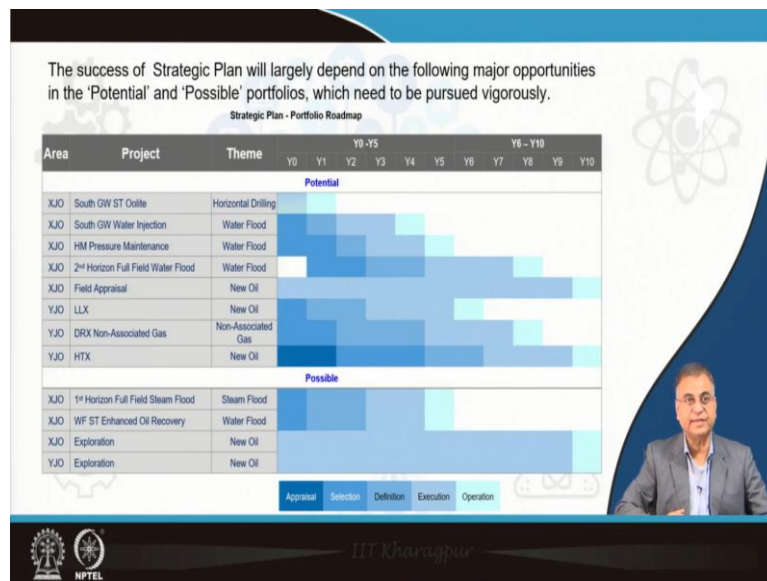 The success of Strategic Plan will largely depend on the following major opportunities
in the 'Potential' and 'Possible' portfolios, which need to be pursued vigorously.
Strategic Plan - Portfolio Roadmap
Area Project Theme Y0 -Y5 Y6 – Y10
Y0 Y1 Y2 Y3 Y4 Y5 Y6 Y7 Y8 Y9 Y10
Potential
XJO South GW ST Oolite Horizontal Drilling
XJO South GW Water Injection Water Flood
XJO HM Pressure Maintenance Water Flood
XJO 2nd Horizon Full Field Water Flood Water Flood
XJO Field Appraisal New Oil
YJO LLX New Oil
YJO DRX Non-Associated Gas Non-Associated
Gas
YJO HTX New Oil
Possible
XJO 1st Horizon Full Field Steam Flood Steam Flood
XJO WF ST Enhanced Oil Recovery Water Flood
XJO Exploration New Oil
YJO Exploration New Oil
Appraisal Selection Definition Execution Operation
IIT Kharagpur
NPTEL